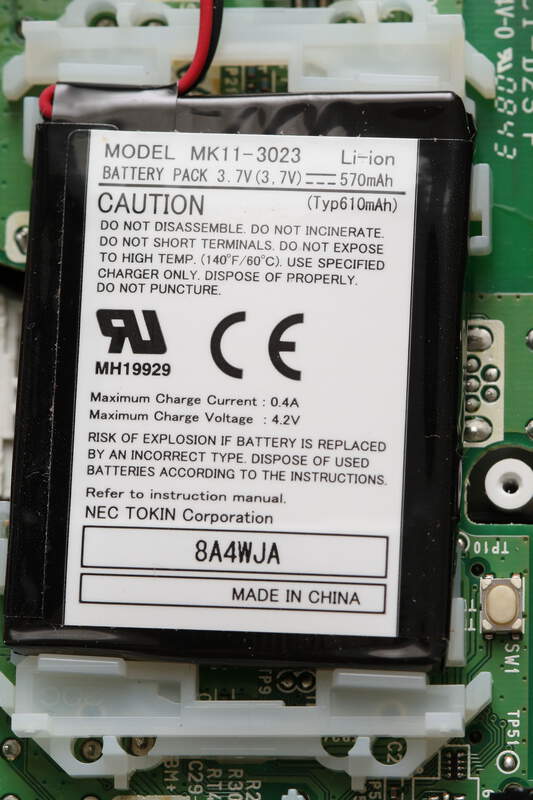 MODEL MK11-3023 Li-ion
BATTERY PACK 3.7V(3.7V) 570mAh
CAUTION (Typ610mAh)
DO NOT DISASSEMBLE. DO NOT INCINERATE.
DO NOT SHORT TERMINALS. DO NOT EXPOSE
TO HIGH TEMP. (140°F/60°C). USE SPECIFIED
CHARGER ONLY. DISPOSE OF PROPERLY.
DO NOT PUNCTURE.
MH19929
CE
Maximum Charge Current : 0.4A
Maximum Charge Voltage : 4.2V
RISK OF EXPLOSION IF BATTERY IS REPLACED
BY AN INCORRECT TYPE. DISPOSE OF USED
BATTERIES ACCORDING TO THE INSTRUCTIONS.
Refer to instruction manual.
NEC TOKIN Corporation
8A4WJA
MADE IN CHINA
0843
TP10
SW1
TP51
TP9